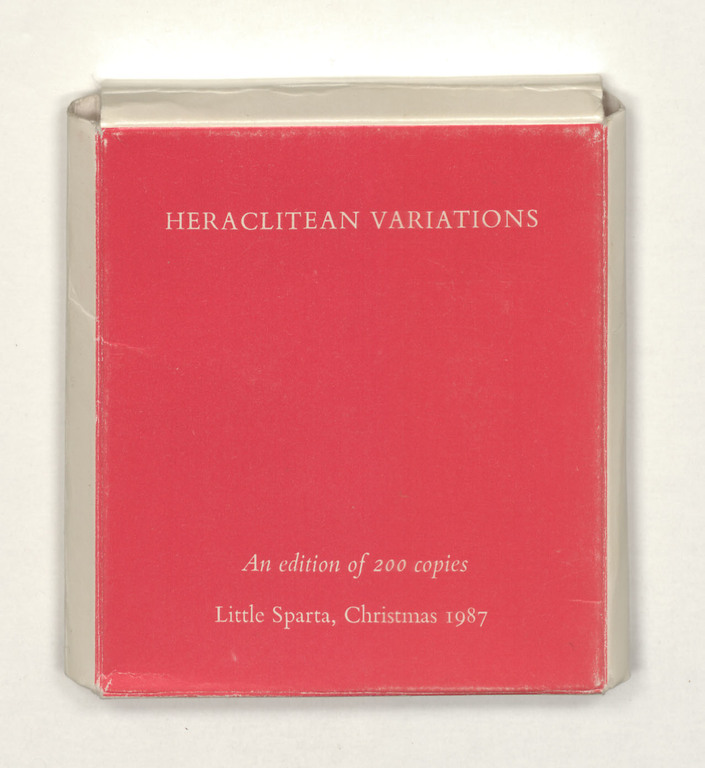 HERACLITEAN VARIATIONS
An edition of 200 copies
Little Sparta, Christmas 1987